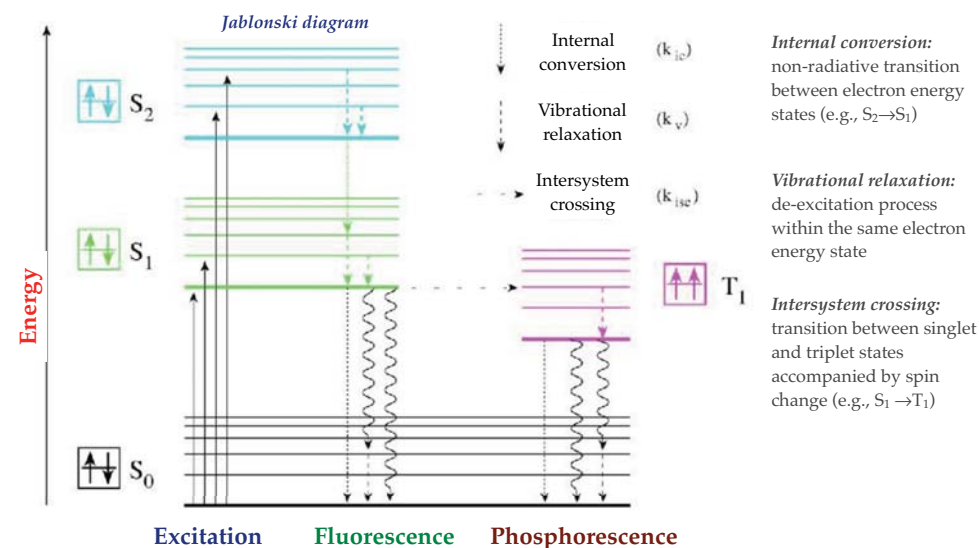 Jablonski diagram
Energy
S2
S1
S0
T1
Internal
conversion
(k ic)
Vibrational
relaxation
(k v)
Intersystem
crossing
(k isc)
Internal conversion:
non-radiative transition
between electron energy
states (e.g., S2→S1)
Vibrational relaxation:
de-excitation process
within the same electron
energy state
Intersystem crossing:
transition between singlet
and triplet states
accompanied by spin
change (e.g., S1 →T1)
Excitation
Fluorescence
Phosphorescence